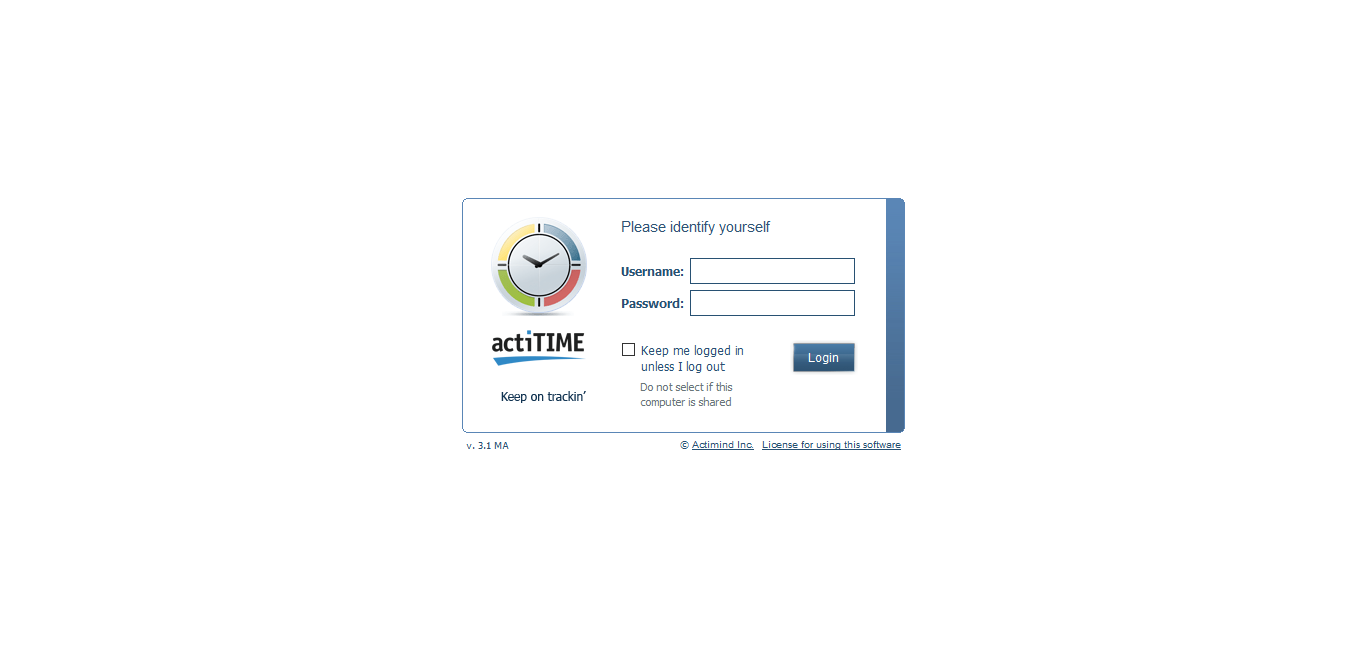 Please identify yourself
Username:
Password:
actiTIME
Keep me logged in
unless I log out
Login
Do not select if this
computer is shared
Keep on trackin’
v. 3.1 MA
© Actimind Inc. License for using this software